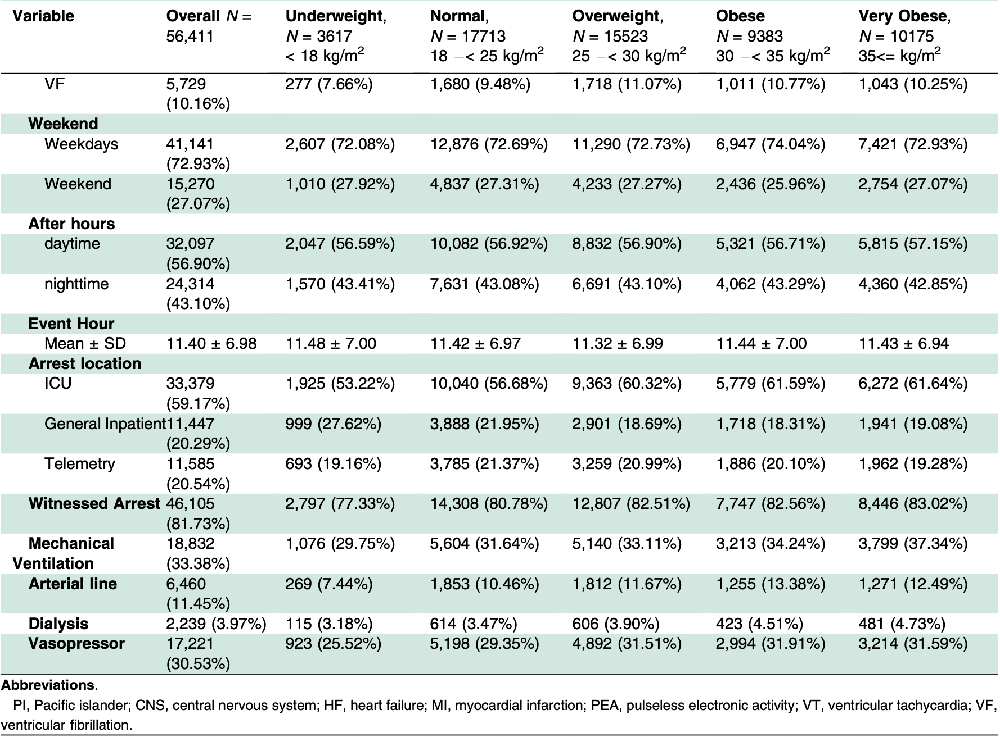 Variable Overall N = Underweight, Normal, Overweight, Obese Very Obese,
56,411 N = 3617 N = 17713 N = 15523 N = 9383 N = 10175
< 18 kg/m2 18 –< 25 kg/m2 25 –< 30 kg/m2 30 –< 35 kg/m2 35<= kg/m2
VF 5,729 277 (7.66%) 1,680 (9.48%) 1,718 (11.07%) 1,011 (10.77%) 1,043 (10.25%)
(10.16%)
Weekend
Weekdays 41,141 2,607 (72.08%) 12,876 (72.69%) 11,290 (72.73%) 6,947 (74.04%) 7,421 (72.93%)
(72.93%)
Weekend 15,270 1,010 (27.92%) 4,837 (27.31%) 4,233 (27.27%) 2,436 (25.96%) 2,754 (27.07%)
(27.07%)
After hours
daytime 32,097 2,047 (56.59%) 10,082 (56.92%) 8,832 (56.90%) 5,321 (56.71%) 5,815 (57.15%)
(56.90%)
nighttime 24,314 1,570 (43.41%) 7,631 (43.08%) 6,691 (43.10%) 4,062 (43.29%) 4,360 (42.85%)
(43.10%)
Event Hour
Mean ± SD 11.40 ± 6.98 11.48 ± 7.00 11.42 ± 6.97 11.32 ± 6.99 11.44 ± 7.00 11.43 ± 6.94
Arrest location
ICU 33,379 1,925 (53.22%) 10,040 (56.68%) 9,363 (60.32%) 5,779 (61.59%) 6,272 (61.64%)
(59.17%)
General Inpatient 11,447 999 (27.62%) 3,888 (21.95%) 2,901 (18.69%) 1,718 (18.31%) 1,941 (19.08%)
(20.29%)
Telemetry 11,585 693 (19.16%) 3,785 (21.37%) 3,259 (20.99%) 1,886 (20.10%) 1,962 (19.28%)
(20.54%)
Witnessed Arrest 46,105 2,797 (77.33%) 14,308 (80.78%) 12,807 (82.51%) 7,747 (82.56%) 8,446 (83.02%)
(81.73%)
Mechanical 18,832 1,076 (29.75%) 5,604 (31.64%) 5,140 (33.11%) 3,213 (34.24%) 3,799 (37.34%)
Ventilation (33.38%)
Arterial line 6,460 269 (7.44%) 1,853 (10.46%) 1,812 (11.67%) 1,255 (13.38%) 1,271 (12.49%)
(11.45%)
Dialysis 2,239 (3.97%) 115 (3.18%) 614 (3.47%) 606 (3.90%) 423 (4.51%) 481 (4.73%)
Vasopressor 17,221 923 (25.52%) 5,198 (29.35%) 4,892 (31.51%) 2,994 (31.91%) 3,214 (31.59%)
(30.53%)
Abbreviations.
PI, Pacific islander; CNS, central nervous system; HF, heart failure; MI, myocardial infarction; PEA, pulseless electronic activity; VT, ventricular tachycardia; VF,
ventricular fibrillation.